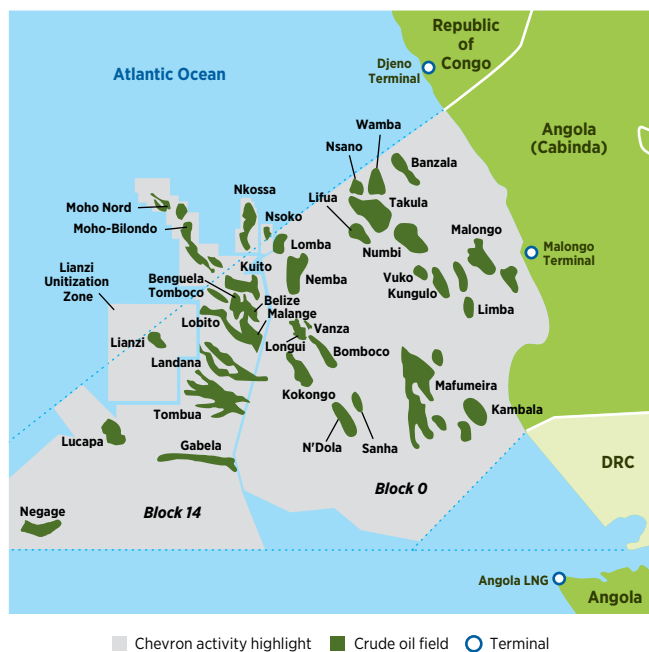 Republic
of
Congo
Djeno
Terminal
Atlantic Ocean
Wamba
Nsano
Banzala
Angola
(Cabinda)
Nkossa
Lifua
Takula
Moho Nord
Nsoko
Moho-Bilondo
Lomba
Numbi
Malongo
Malongo
Terminal
Lianzi
Unitization
Zone
Kuito
Benguela
Tomboco
Nemba
Vuko
Kungulo
Belize
Malange
Limba
Lobito
Vanza
Lianzi
Longui
Bomboco
Landana
Kokongo
Mafumeira
Tombua
Kambala
Lucapa
Gabela
N'Dola
Sanha
DRC
Block 0
Negage
Block 14
Angola LNG
Angola
Chevron activity highlight
Crude oil field
Terminal